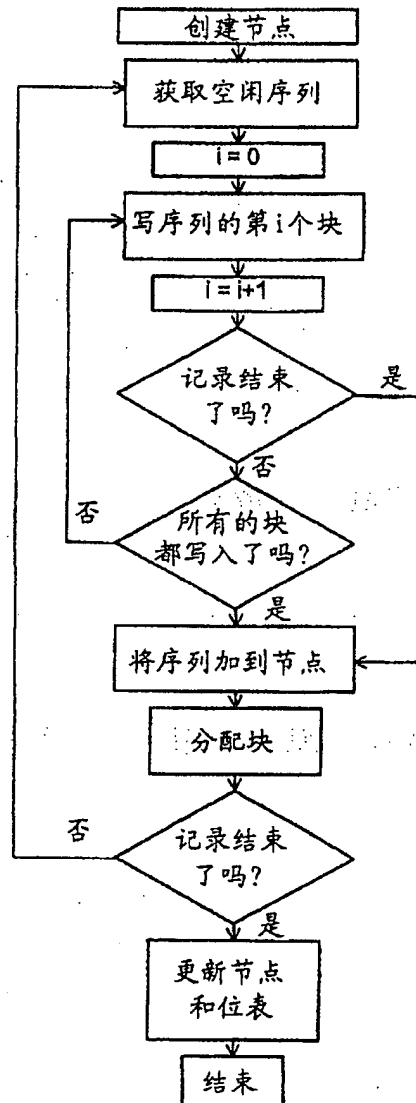 创建节点
获取空闲序列
i=0
写序列的第i个块
i=i+1
记录结束
了吗?
是
否
所有的块
都写入了吗?
否
是
将序列加到节点
分配块
记录结束
了吗?
否
是
更新节点
和位表
结束